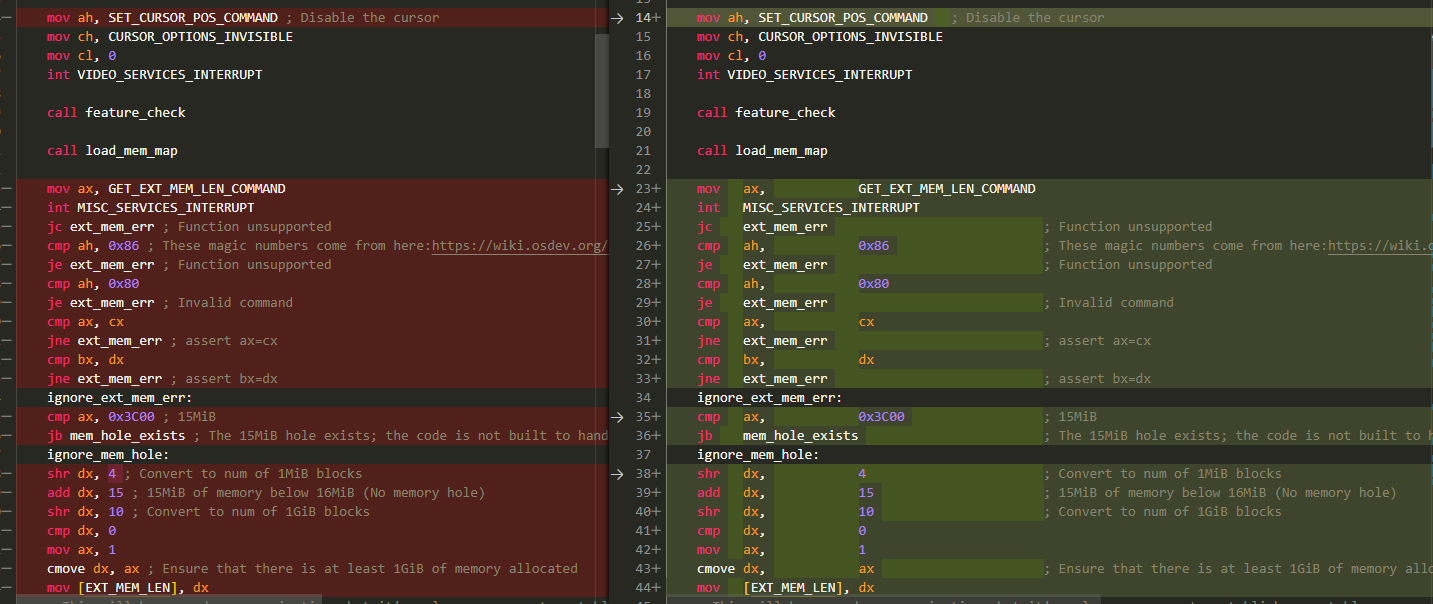 mov ah, SET_CURSOR_POS_COMMAND ; Disable the cursor
mov ch, CURSOR_OPTIONS_INVISIBLE
mov cl, 0
int VIDEO_SERVICES_INTERRUPT
call feature_check
call load_mem_map
mov ax, GET_EXT_MEM_LEN_COMMAND
int MISC_SERVICES_INTERRUPT
jc ext_mem_err ; Function unsupported
cmp ah, 0x86 ; These magic numbers come from here:https://wiki.osdev.org/
je ext_mem_err ; Function unsupported
cmp ah, 0x80
je ext_mem_err ; Invalid command
cmp ax, cx
jne ext_mem_err ; assert ax=cx
cmp bx, dx
jne ext_mem_err ; assert bx=dx
ignore_ext_mem_err:
cmp ax, 0x3C00 ; 15MiB
jb mem_hole_exists ; The 15MiB hole exists; the code is not built to hand
ignore_mem_hole:
shr dx, 4 ; Convert to num of 1MiB blocks
add dx, 15 ; 15MiB of memory below 16MiB (No memory hole)
shr dx, 10 ; Convert to num of 1GiB blocks
cmp dx, 0
mov ax, 1
cmove dx, ax ; Ensure that there is at least 1GiB of memory allocated
mov [EXT_MEM_LEN], dx
14+ mov ah, SET_CURSOR_POS_COMMAND ; Disable the cursor
15 mov ch, CURSOR_OPTIONS_INVISIBLE
16 mov cl, 0
17 int VIDEO_SERVICES_INTERRUPT
18
19 call feature_check
20
21 call load_mem_map
22
23+ mov ax, GET_EXT_MEM_LEN_COMMAND
24+ int MISC_SERVICES_INTERRUPT
25+ jc ext_mem_err ; Function unsupported
26+ cmp ah, 0x86 ; These magic numbers come from here:https://wiki.
27+ je ext_mem_err ; Function unsupported
28+ cmp ah, 0x80
29+ je ext_mem_err ; Invalid command
30+ cmp ax, cx
31+ jne ext_mem_err ; assert ax=cx
32+ cmp bx, dx
33+ jne ext_mem_err ; assert bx=dx
34 ignore_ext_mem_err:
35+ cmp ax, 0x3C00 ; 15MiB
36+ jb mem_hole_exists ; The 15MiB hole exists; the code is not built to
37 ignore_mem_hole:
38+ shr dx, 4 ; Convert to num of 1MiB blocks
39+ add dx, 15 ; 15MiB of memory below 16MiB (No memory hole)
40+ shr dx, 10 ; Convert to num of 1GiB blocks
41+ cmp dx, 0
42+ mov ax, 1
43+ cmove dx, ax ; Ensure that there is at least 1GiB of memory allo
44+ mov [EXT_MEM_LEN], dx